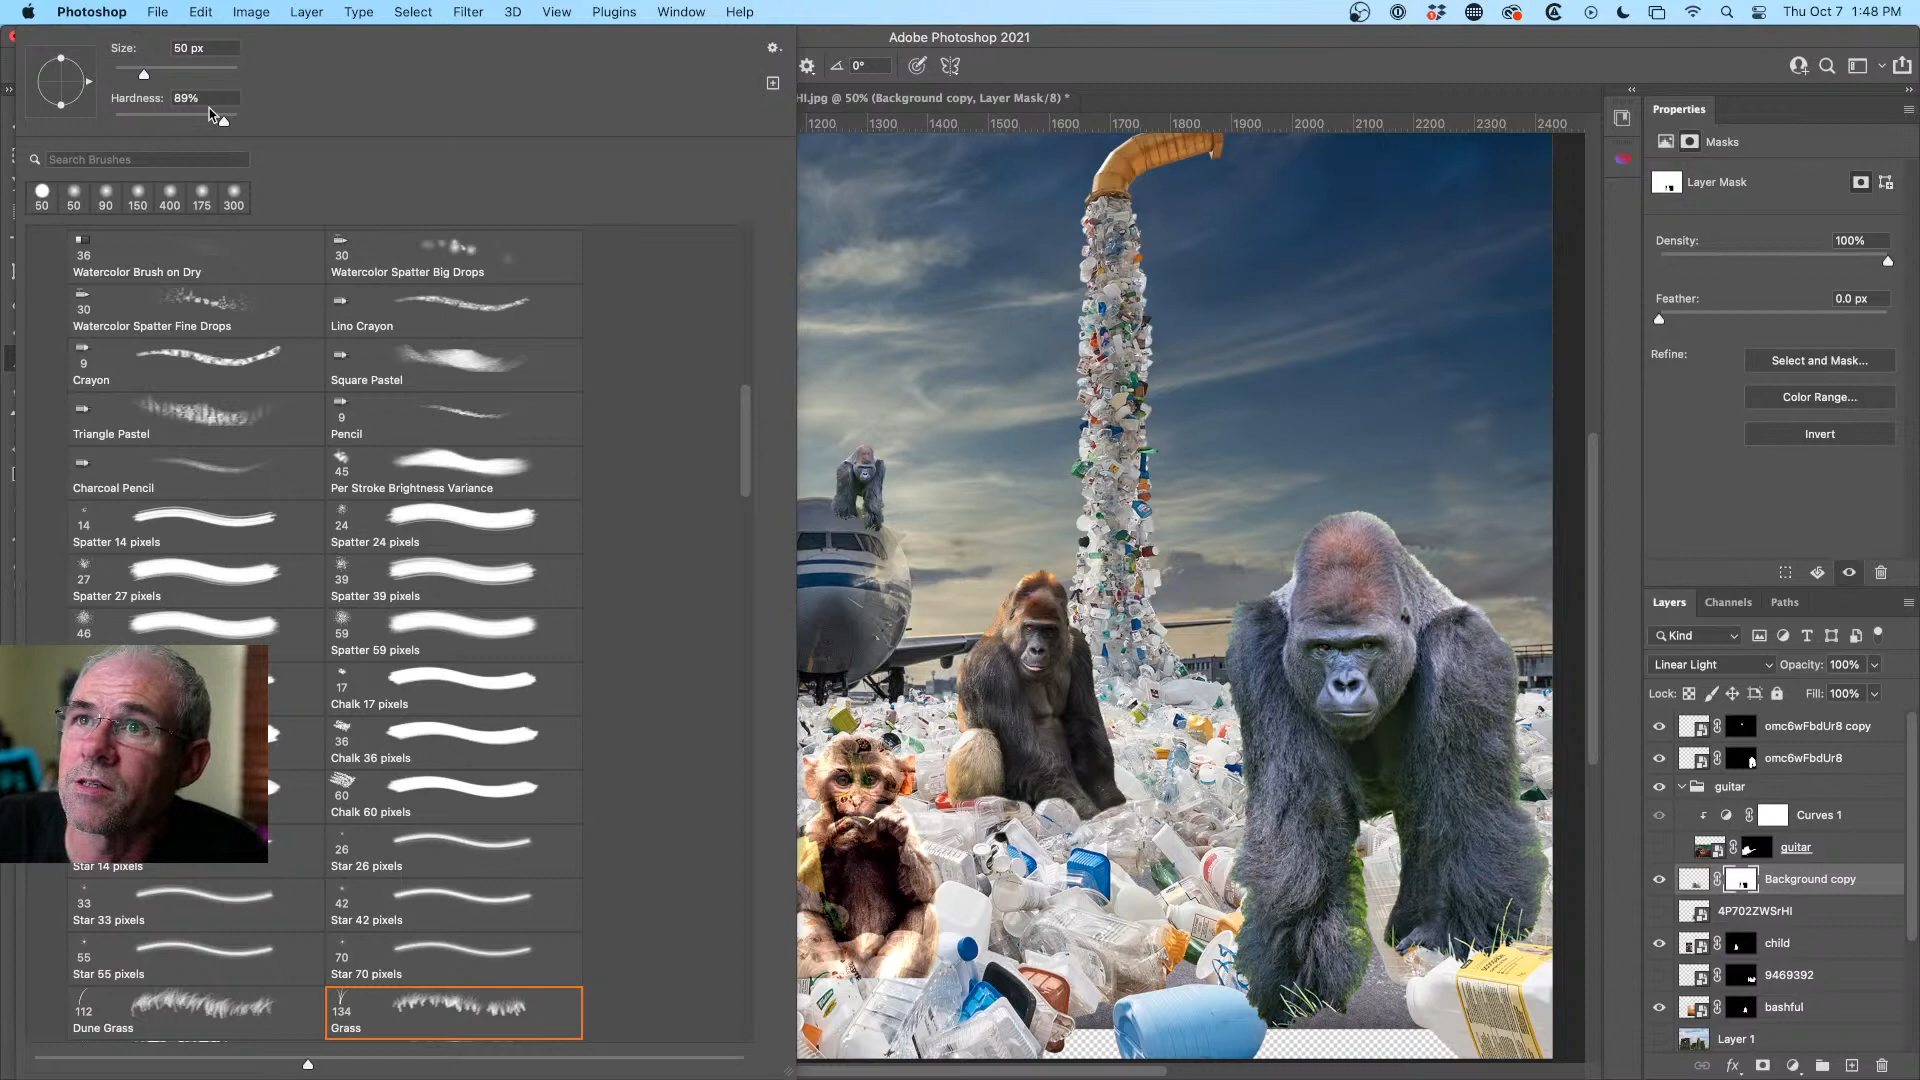 Photoshop File Edit Image Layer Type Select Filter 3D View Plugins Window Help Thu Oct 7 1:48 PM
Adobe Photoshop 2021
Size: 50 px
Hardness: 89%
0°
HI.jpg @ 50% (Background copy, Layer Mask/8) *
1200 1300 1400 1500 1600 1700 1800 1900 2000 2100 2200 2300 2400
Search Brushes
50 50 90 150 400 175 300
36
Watercolor Brush on Dry
30
Watercolor Spatter Big Drops
30
Watercolor Spatter Fine Drops
Lino Crayon
9
Crayon
Square Pastel
Triangle Pastel
9
Pencil
Charcoal Pencil
45
Per Stroke Brightness Variance
14
Spatter 14 pixels
24
Spatter 24 pixels
27
Spatter 27 pixels
39
Spatter 39 pixels
46
59
Spatter 59 pixels
17
Chalk 17 pixels
36
Chalk 36 pixels
60
Chalk 60 pixels
Star 14 pixels
26
Star 26 pixels
33
Star 33 pixels
42
Star 42 pixels
55
Star 55 pixels
70
Star 70 pixels
112
Dune Grass
134
Grass
Properties
Masks
Layer Mask
Density: 100%
Feather: 0.0 px
Refine: Select and Mask...
Color Range...
Invert
Layers Channels Paths
Kind
Linear Light Opacity: 100%
Lock: Fill: 100%
omc6wFbdUr8 copy
omc6wFbdUr8
guitar
Curves 1
guitar
Background copy
4P702ZWSrHI
child
9469392
bashful
Layer 1
fx